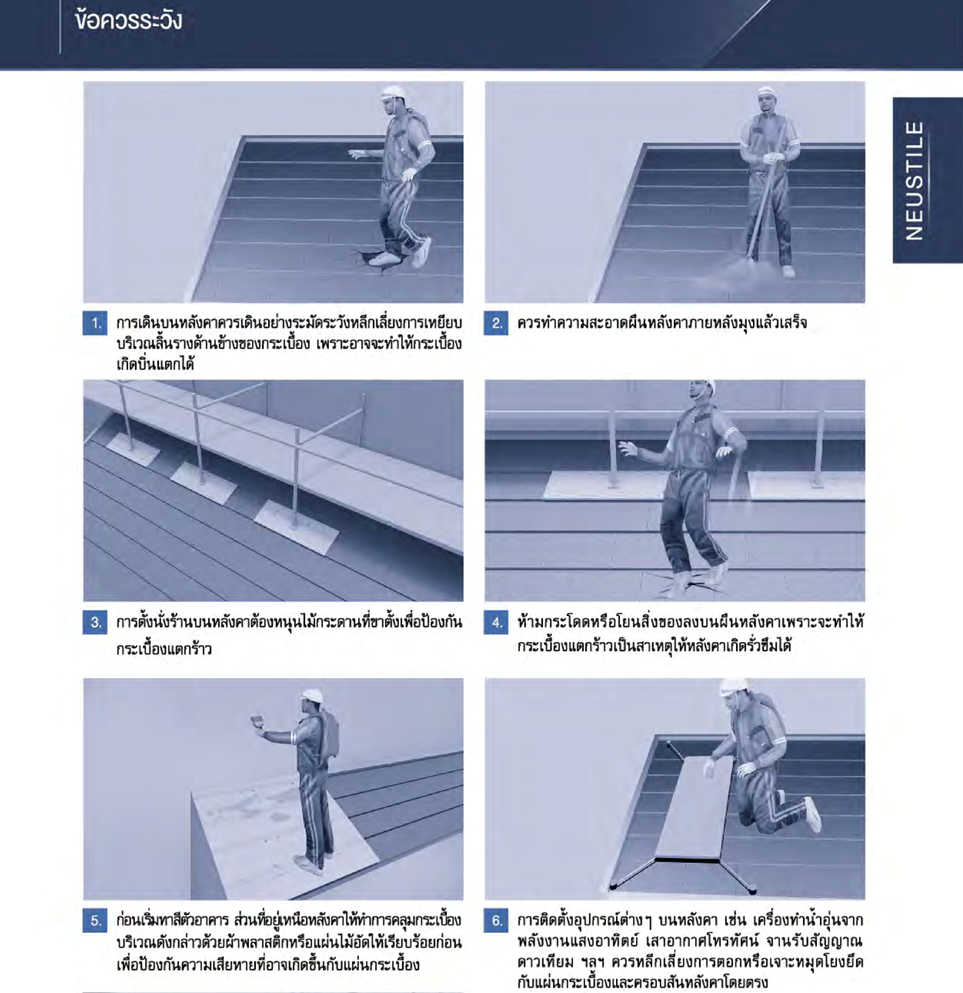 ข้อควรระวัง
NEUSTILE
1. การเดินบนหลังคาควรเดินอย่างระมัดระวังหลีกเลี่ยงการเหยียบ
บริเวณลิ้นรางด้านข้างของกระเบื้อง เพราะอาจจะทำให้กระเบื้อง
เกิดบิ่นแตกได้
2. ควรทำความสะอาดผืนหลังคาภายหลังมุงแล้วเสร็จ
3. การตั้งนั่งร้านบนหลังคาต้องหนุนไม้กระดานที่ขาตั้งเพื่อป้องกัน
กระเบื้องแตกร้าว
4. ห้ามกระโดดหรือโยนสิ่งของลงบนผืนหลังคาเพราะจะทำให้
กระเบื้องแตกร้าวเป็นสาเหตุให้หลังคาเกิดรั่วซึมได้
5. ก่อนเริ่มทาสีตัวอาคาร ส่วนที่อยู่เหนือหลังคาให้ทำการคลุมกระเบื้อง
บริเวณดังกล่าวด้วยผ้าพลาสติกหรือแผ่นไม้อัดให้เรียบร้อยก่อน
เพื่อป้องกันความเสียหายที่อาจเกิดขึ้นกับแผ่นกระเบื้อง
6. การติดตั้งอุปกรณ์ต่างๆ บนหลังคา เช่น เครื่องทำน้ำอุ่นจาก
พลังงานแสงอาทิตย์ เสาอากาศโทรทัศน์ จานรับสัญญาณ
ดาวเทียม ฯลฯ ควรหลีกเลี่ยงการตอกหรือเจาะหมุดโยงยึด
กับแผ่นกระเบื้องและครอบสันหลังคาโดยตรง